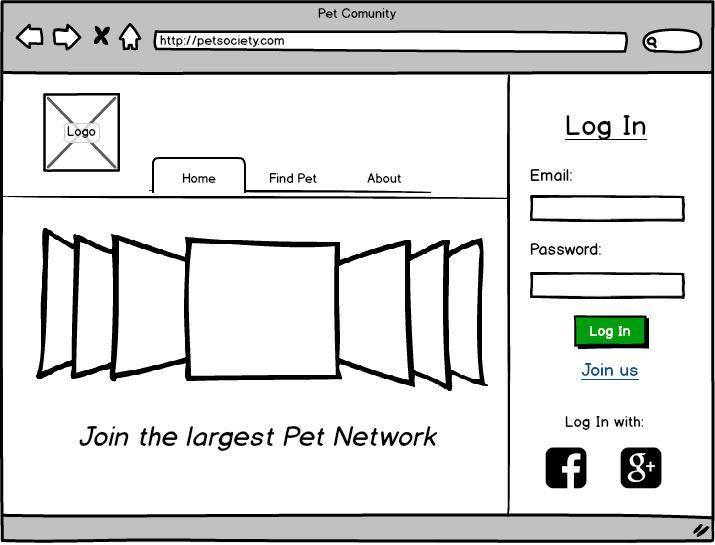 Pet Comunity
http://petsociety.com
Logo
Home Find Pet About
Join the largest Pet Network
Log In
Email:
Password:
Log In
Join us
Log In with:
f g+